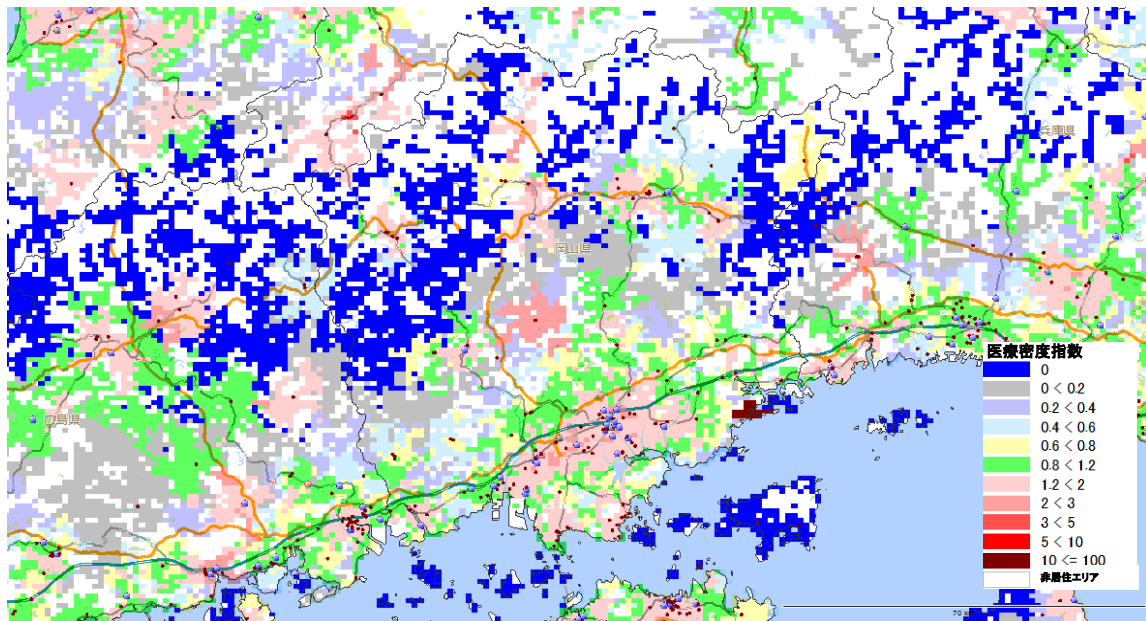 兵庫県
岡山県
広島県
医療密度指数
0
0 < 0.2
0.2 < 0.4
0.4 < 0.6
0.6 < 0.8
0.8 < 1.2
1.2 < 2
2 < 3
3 < 5
5 < 10
10 <= 100
非居住エリア